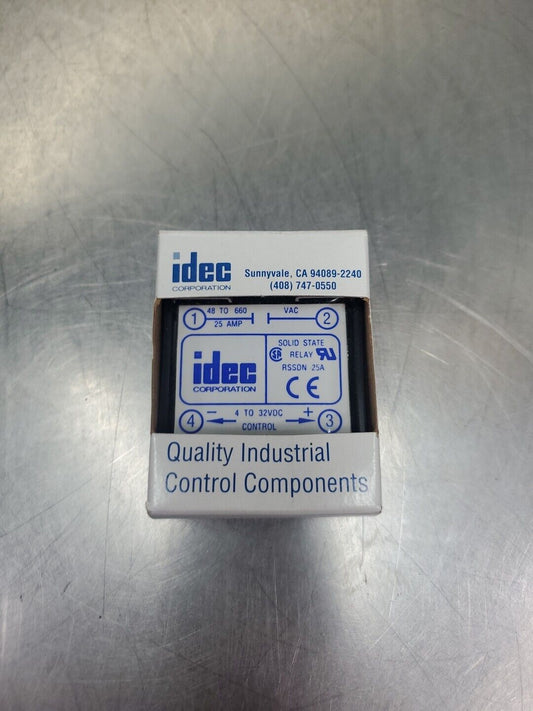 idec
CORPORATION
Sunnyvale, CA 94089-2240
(408) 747-0550
1 48 TO 660 VAC 2
25 AMP
idec
CORPORATION
SOLID STATE
RELAY
RSSDN 25A
CE
4 − 4 TO 32VDC + 3
CONTROL
Quality Industrial
Control Components